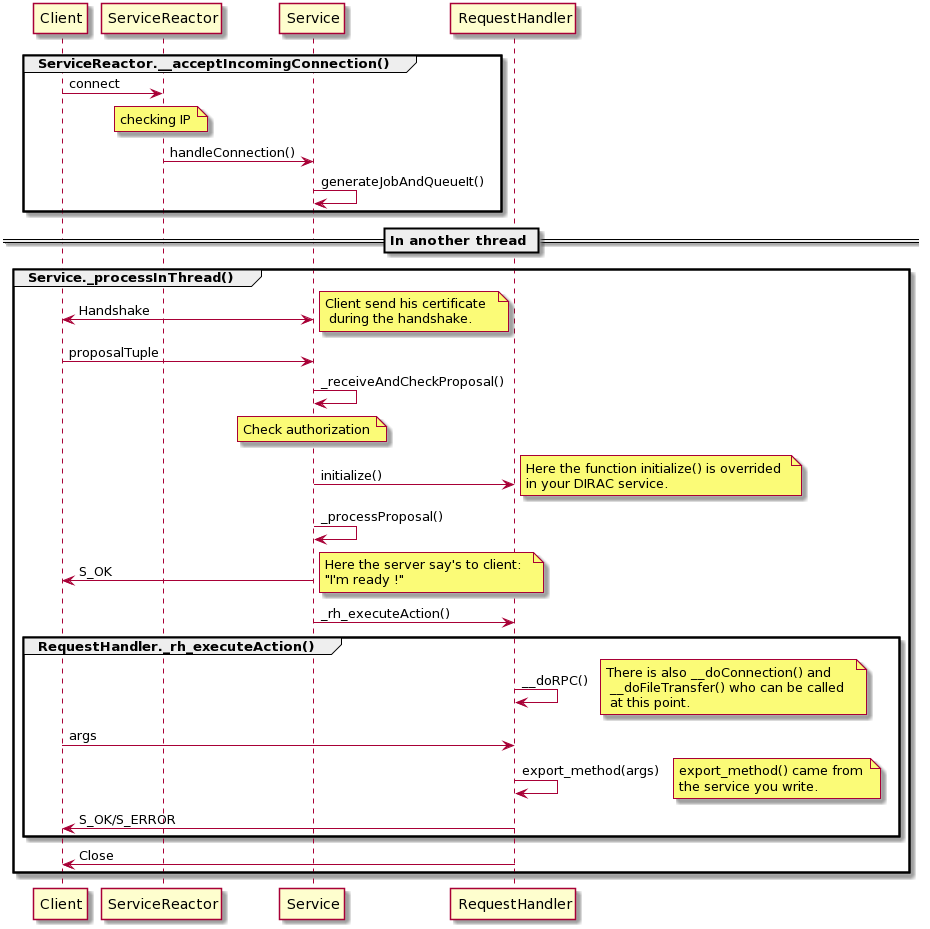 Client ServiceReactor Service RequestHandler
ServiceReactor.__acceptIncomingConnection()
connect
checking IP
handleConnection()
generateJobAndQueueIt()
In another thread
Service._processInThread()
Handshake
Client send his certificate
during the handshake.
proposalTuple
_receiveAndCheckProposal()
Check authorization
initialize()
Here the function initialize() is overrided
in your DIRAC service.
_processProposal()
S_OK
Here the server say's to client:
"I'm ready !"
_rh_executeAction()
RequestHandler._rh_executeAction()
__doRPC()
There is also __doConnection() and
__doFileTransfer() who can be called
at this point.
args
export_method(args)
export_method() came from
the service you write.
S_OK/S_ERROR
Close
Client ServiceReactor Service RequestHandler